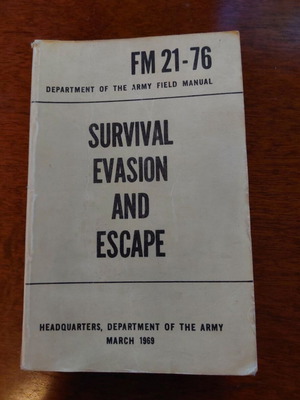 FM 21-76
DEPARTMENT OF THE ARMY FIELD MANUAL
SURVIVAL
EVASION
AND
ESCAPE
HEADQUARTERS, DEPARTMENT OF THE ARMY
MARCH 1969